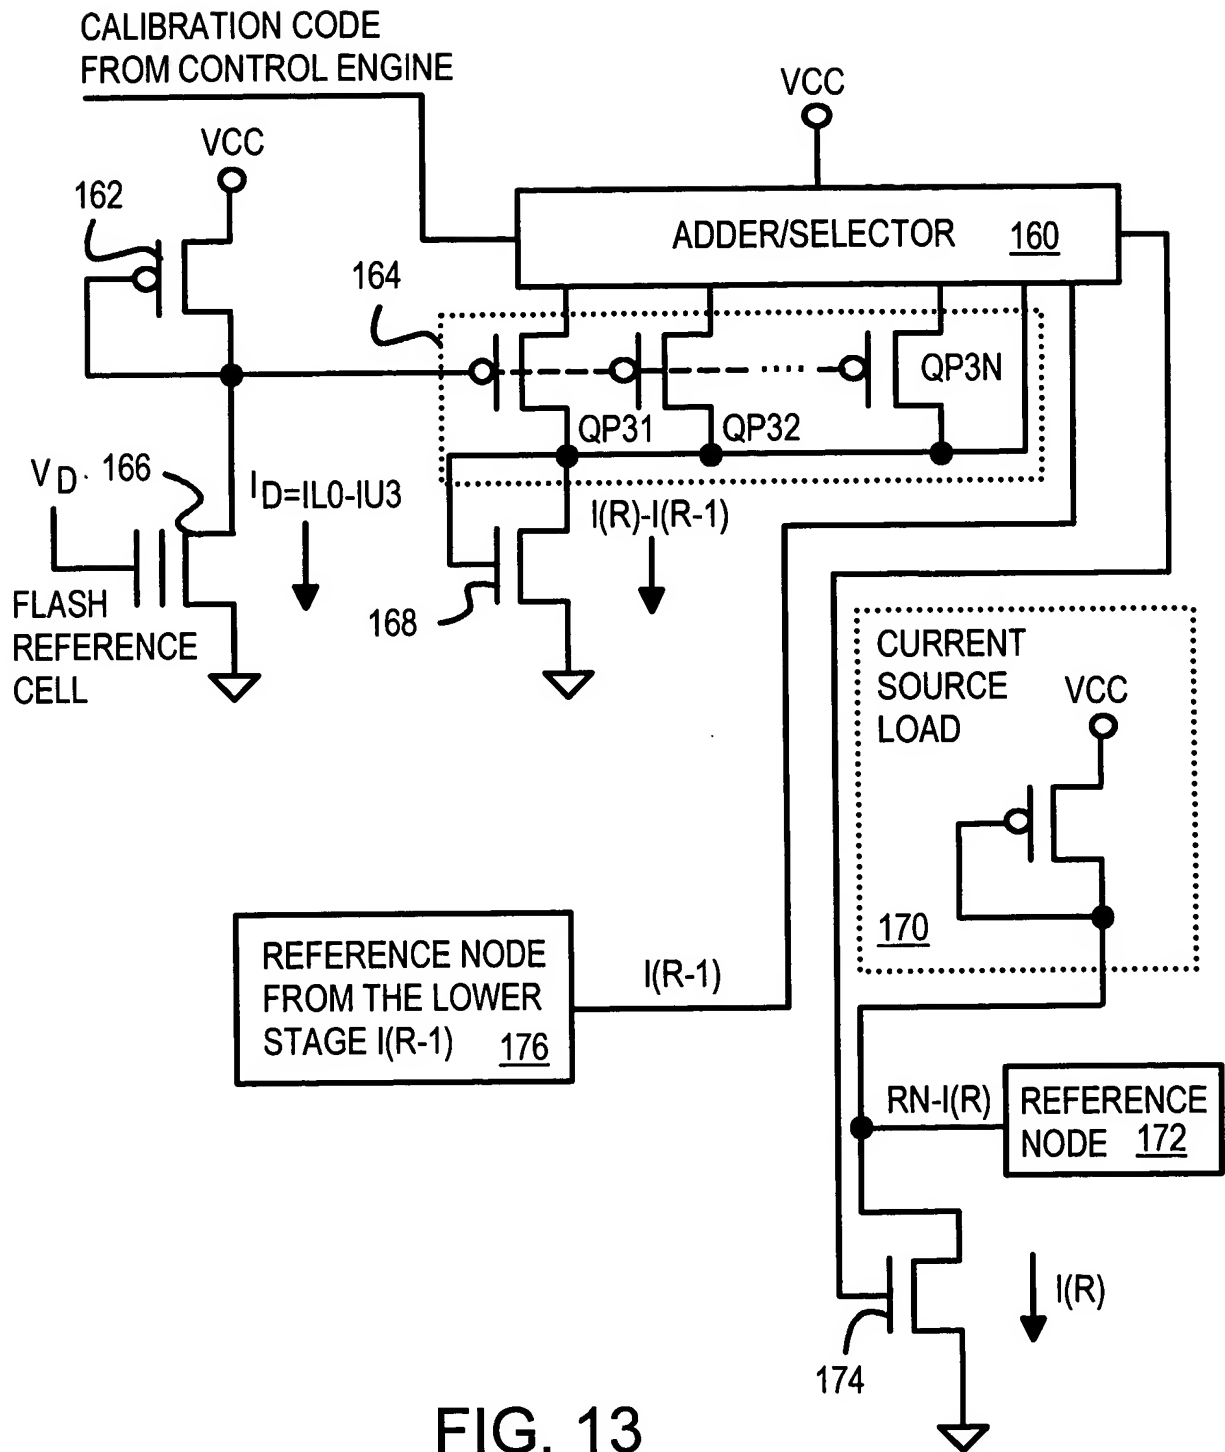 CALIBRATION CODE
FROM CONTROL ENGINE
VCC
VCC
162
ADDER/SELECTOR 160
164
QP3N
QP31
QP32
VD. 166
ID=IL0-IU3
I(R)-I(R-1)
FLASH
REFERENCE
CELL
168
CURRENT
SOURCE
LOAD
VCC
170
REFERENCE NODE
FROM THE LOWER
STAGE I(R-1) 176
I(R-1)
RN-I(R)
REFERENCE
NODE 172
I(R)
174
FIG. 13